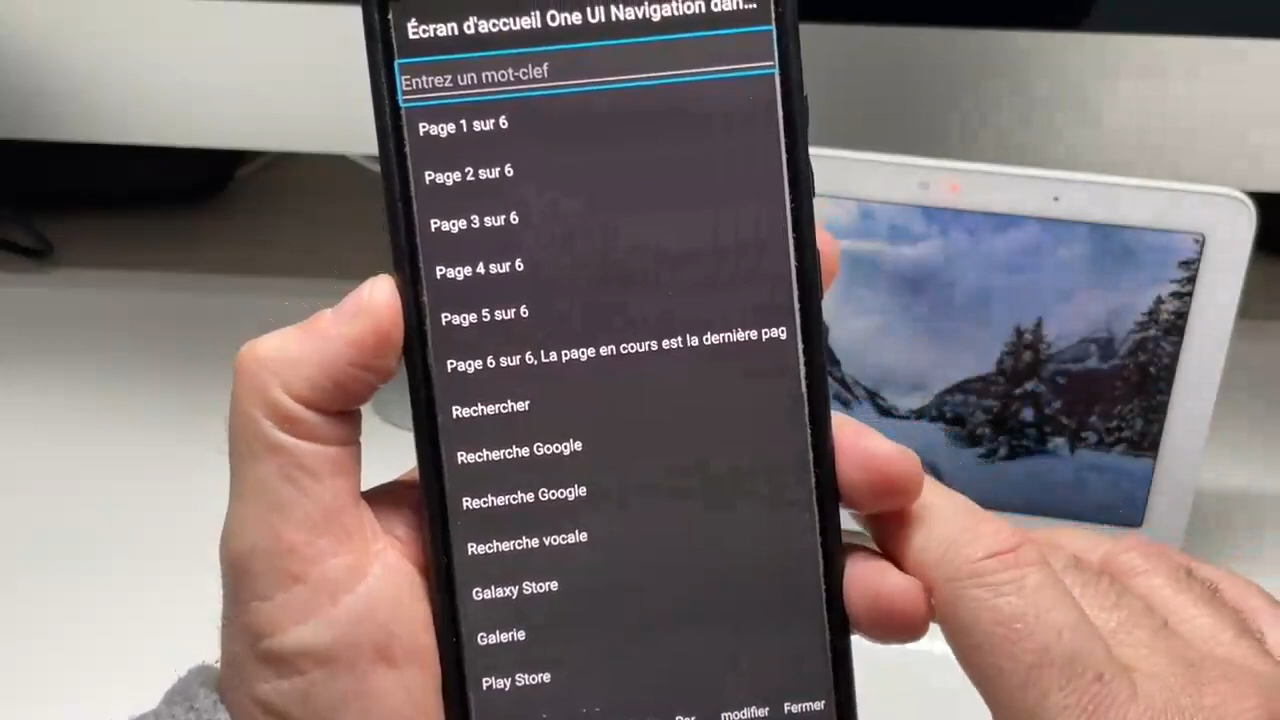 Écran d'accueil One UI Navigation dan...
Entrez un mot-clef
Page 1 sur 6
Page 2 sur 6
Page 3 sur 6
Page 4 sur 6
Page 5 sur 6
Page 6 sur 6, La page en cours est la dernière pag
Rechercher
Recherche Google
Recherche Google
Recherche vocale
Galaxy Store
Galerie
Play Store
modifier Fermer